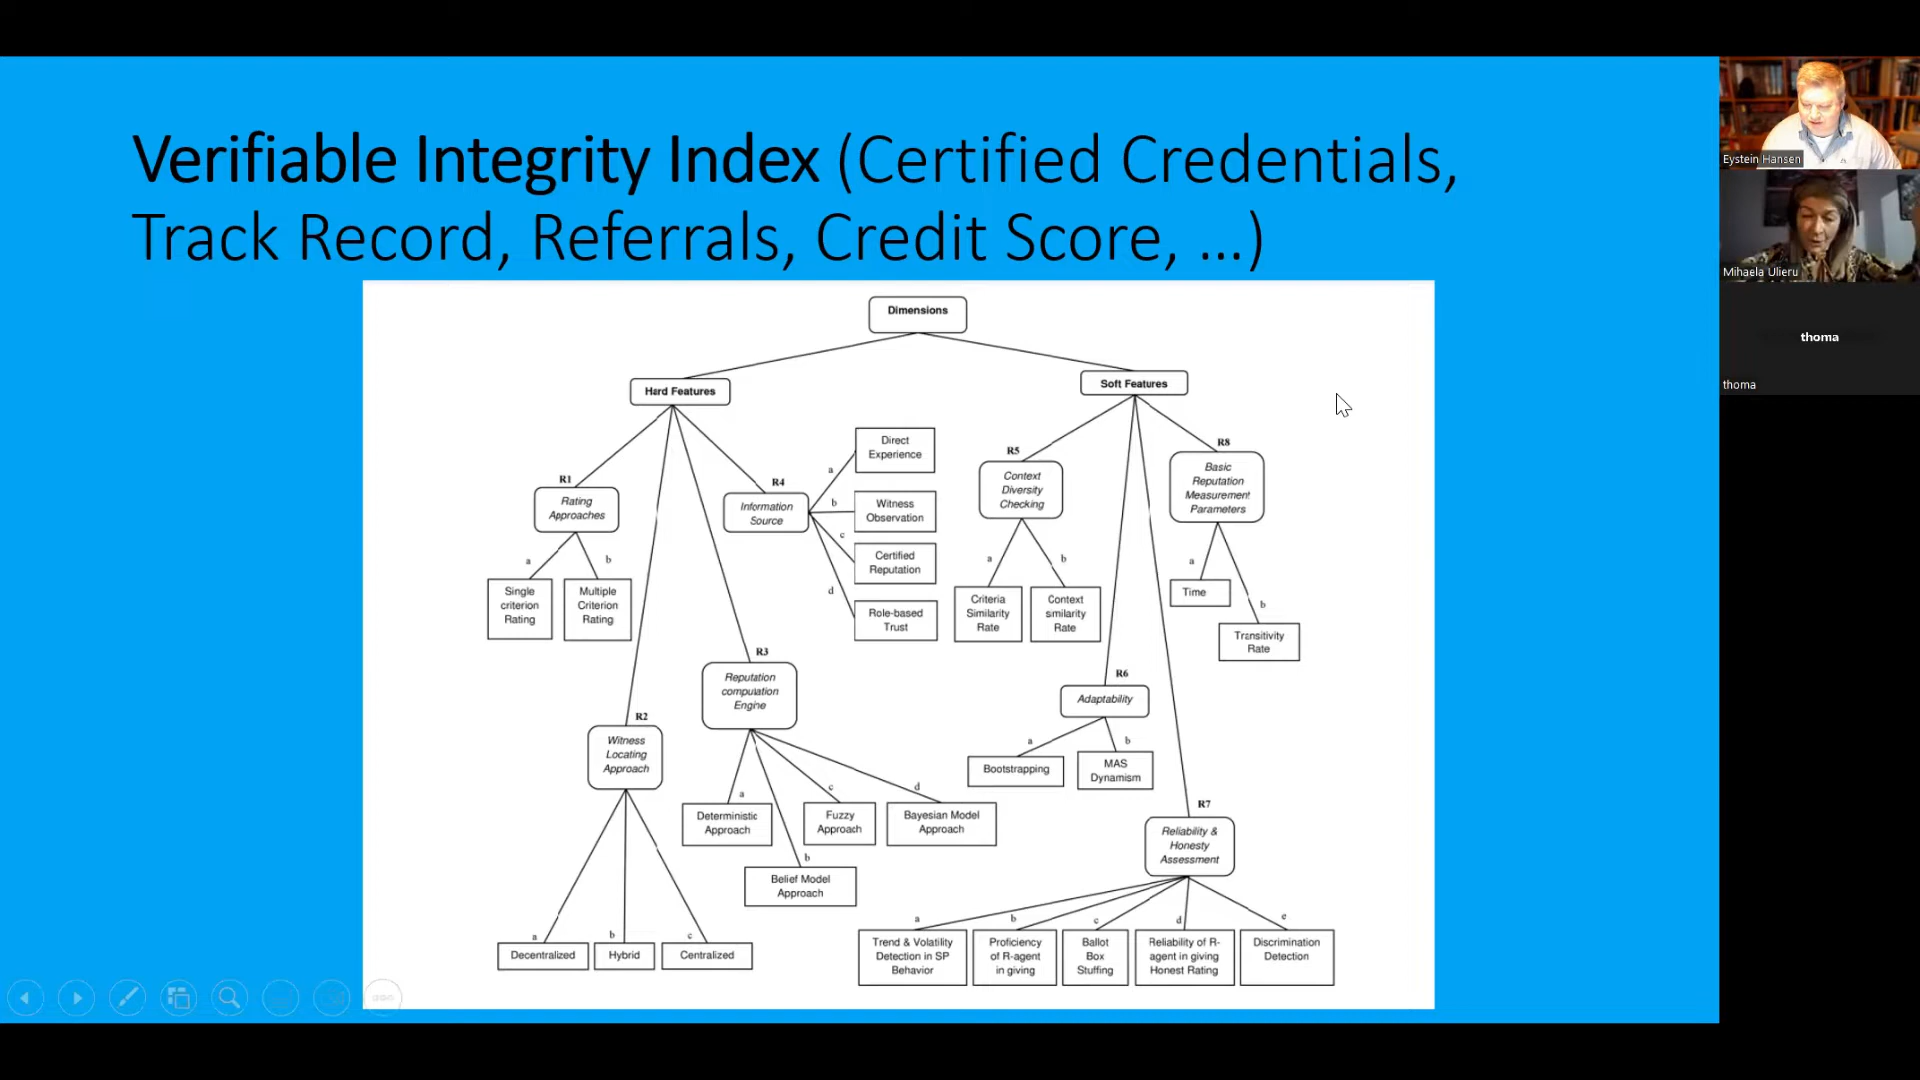 Verifiable Integrity Index (Certified Credentials,
Track Record, Referrals, Credit Score, ...)
Dimensions
Hard Features
Soft Features
R1
Rating
Approaches
a
b
Single
criterion
Rating
Multiple
Criterion
Rating
R4
Information
Source
a
b
c
d
Direct
Experience
Witness
Observation
Certified
Reputation
Role-based
Trust
R5
Context
Diversity
Checking
a
b
Criteria
Similarity
Rate
Context
smilarity
Rate
R8
Basic
Reputation
Measurement
Parameters
a
b
Time
Transitivity
Rate
R3
Reputation
computation
Engine
a
b
c
d
Deterministic
Approach
Belief Model
Approach
Fuzzy
Approach
Bayesian Model
Approach
R2
Witness
Locating
Approach
a
b
c
Decentralized
Hybrid
Centralized
R6
Adaptability
a
b
Bootstrapping
MAS
Dynamism
R7
Reliability &
Honesty
Assessment
a
b
c
d
e
Trend & Volatility
Detection in SP
Behavior
Proficiency
of R-agent
in giving
Ballot
Box
Stuffing
Reliability of R-
agent in giving
Honest Rating
Discrimination
Detection
Eystein Hansen
Mihaela Ulieru
thoma
thoma